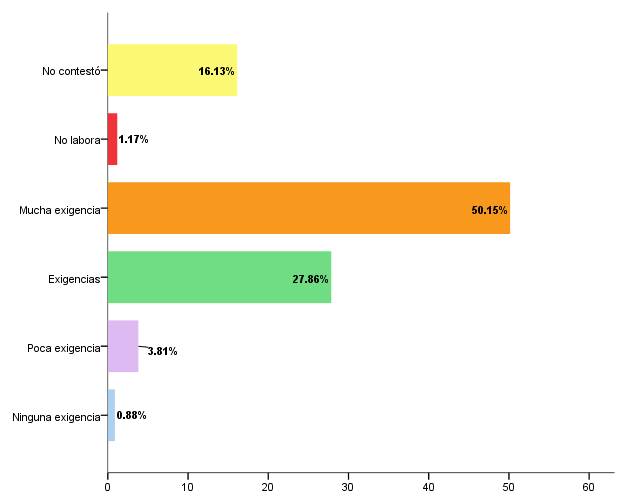 No contestó 16.13%
No labora 1.17%
Mucha exigencia 50.15%
Exigencias 27.86%
Poca exigencia 3.81%
Ninguna exigencia 0.88%
0 10 20 30 40 50 60